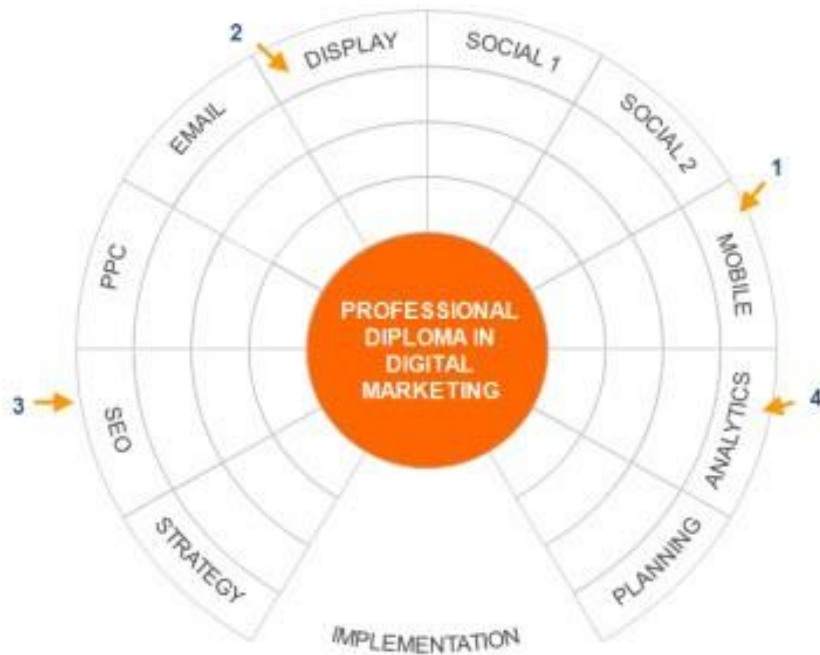 2
DISPLAY
SOCIAL 1
EMAIL
SOCIAL 2
1
PPC
MOBILE
PROFESSIONAL
DIPLOMA IN
DIGITAL
MARKETING
3
SEO
ANALYTICS
4
STRATEGY
PLANNING
IMPLEMENTATION